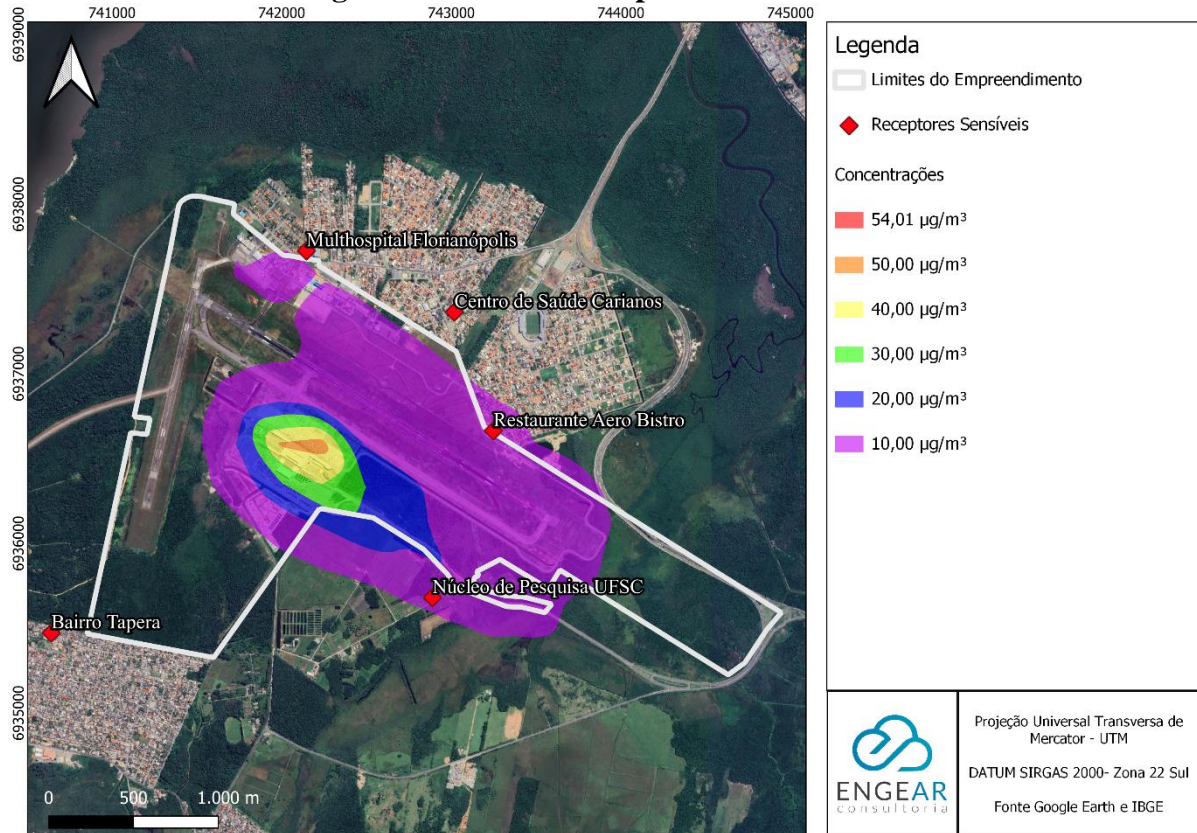 741000
742000
743000
744000
745000
6939000
6938000
6937000
6936000
6935000
Multhospital Florianópolis
Centro de Saúde Carianos
Restaurante Aero Bistro
Núcleo de Pesquisa UFSC
Bairro Tapera
0 500 1.000 m
Legenda
Limites do Empreendimento
Receptores Sensíveis
Concentrações
54,01 µg/m³
50,00 µg/m³
40,00 µg/m³
30,00 µg/m³
20,00 µg/m³
10,00 µg/m³
ENGEAR
consultoria
Projeção Universal Transversa de
Mercator - UTM
DATUM SIRGAS 2000- Zona 22 Sul
Fonte Google Earth e IBGE